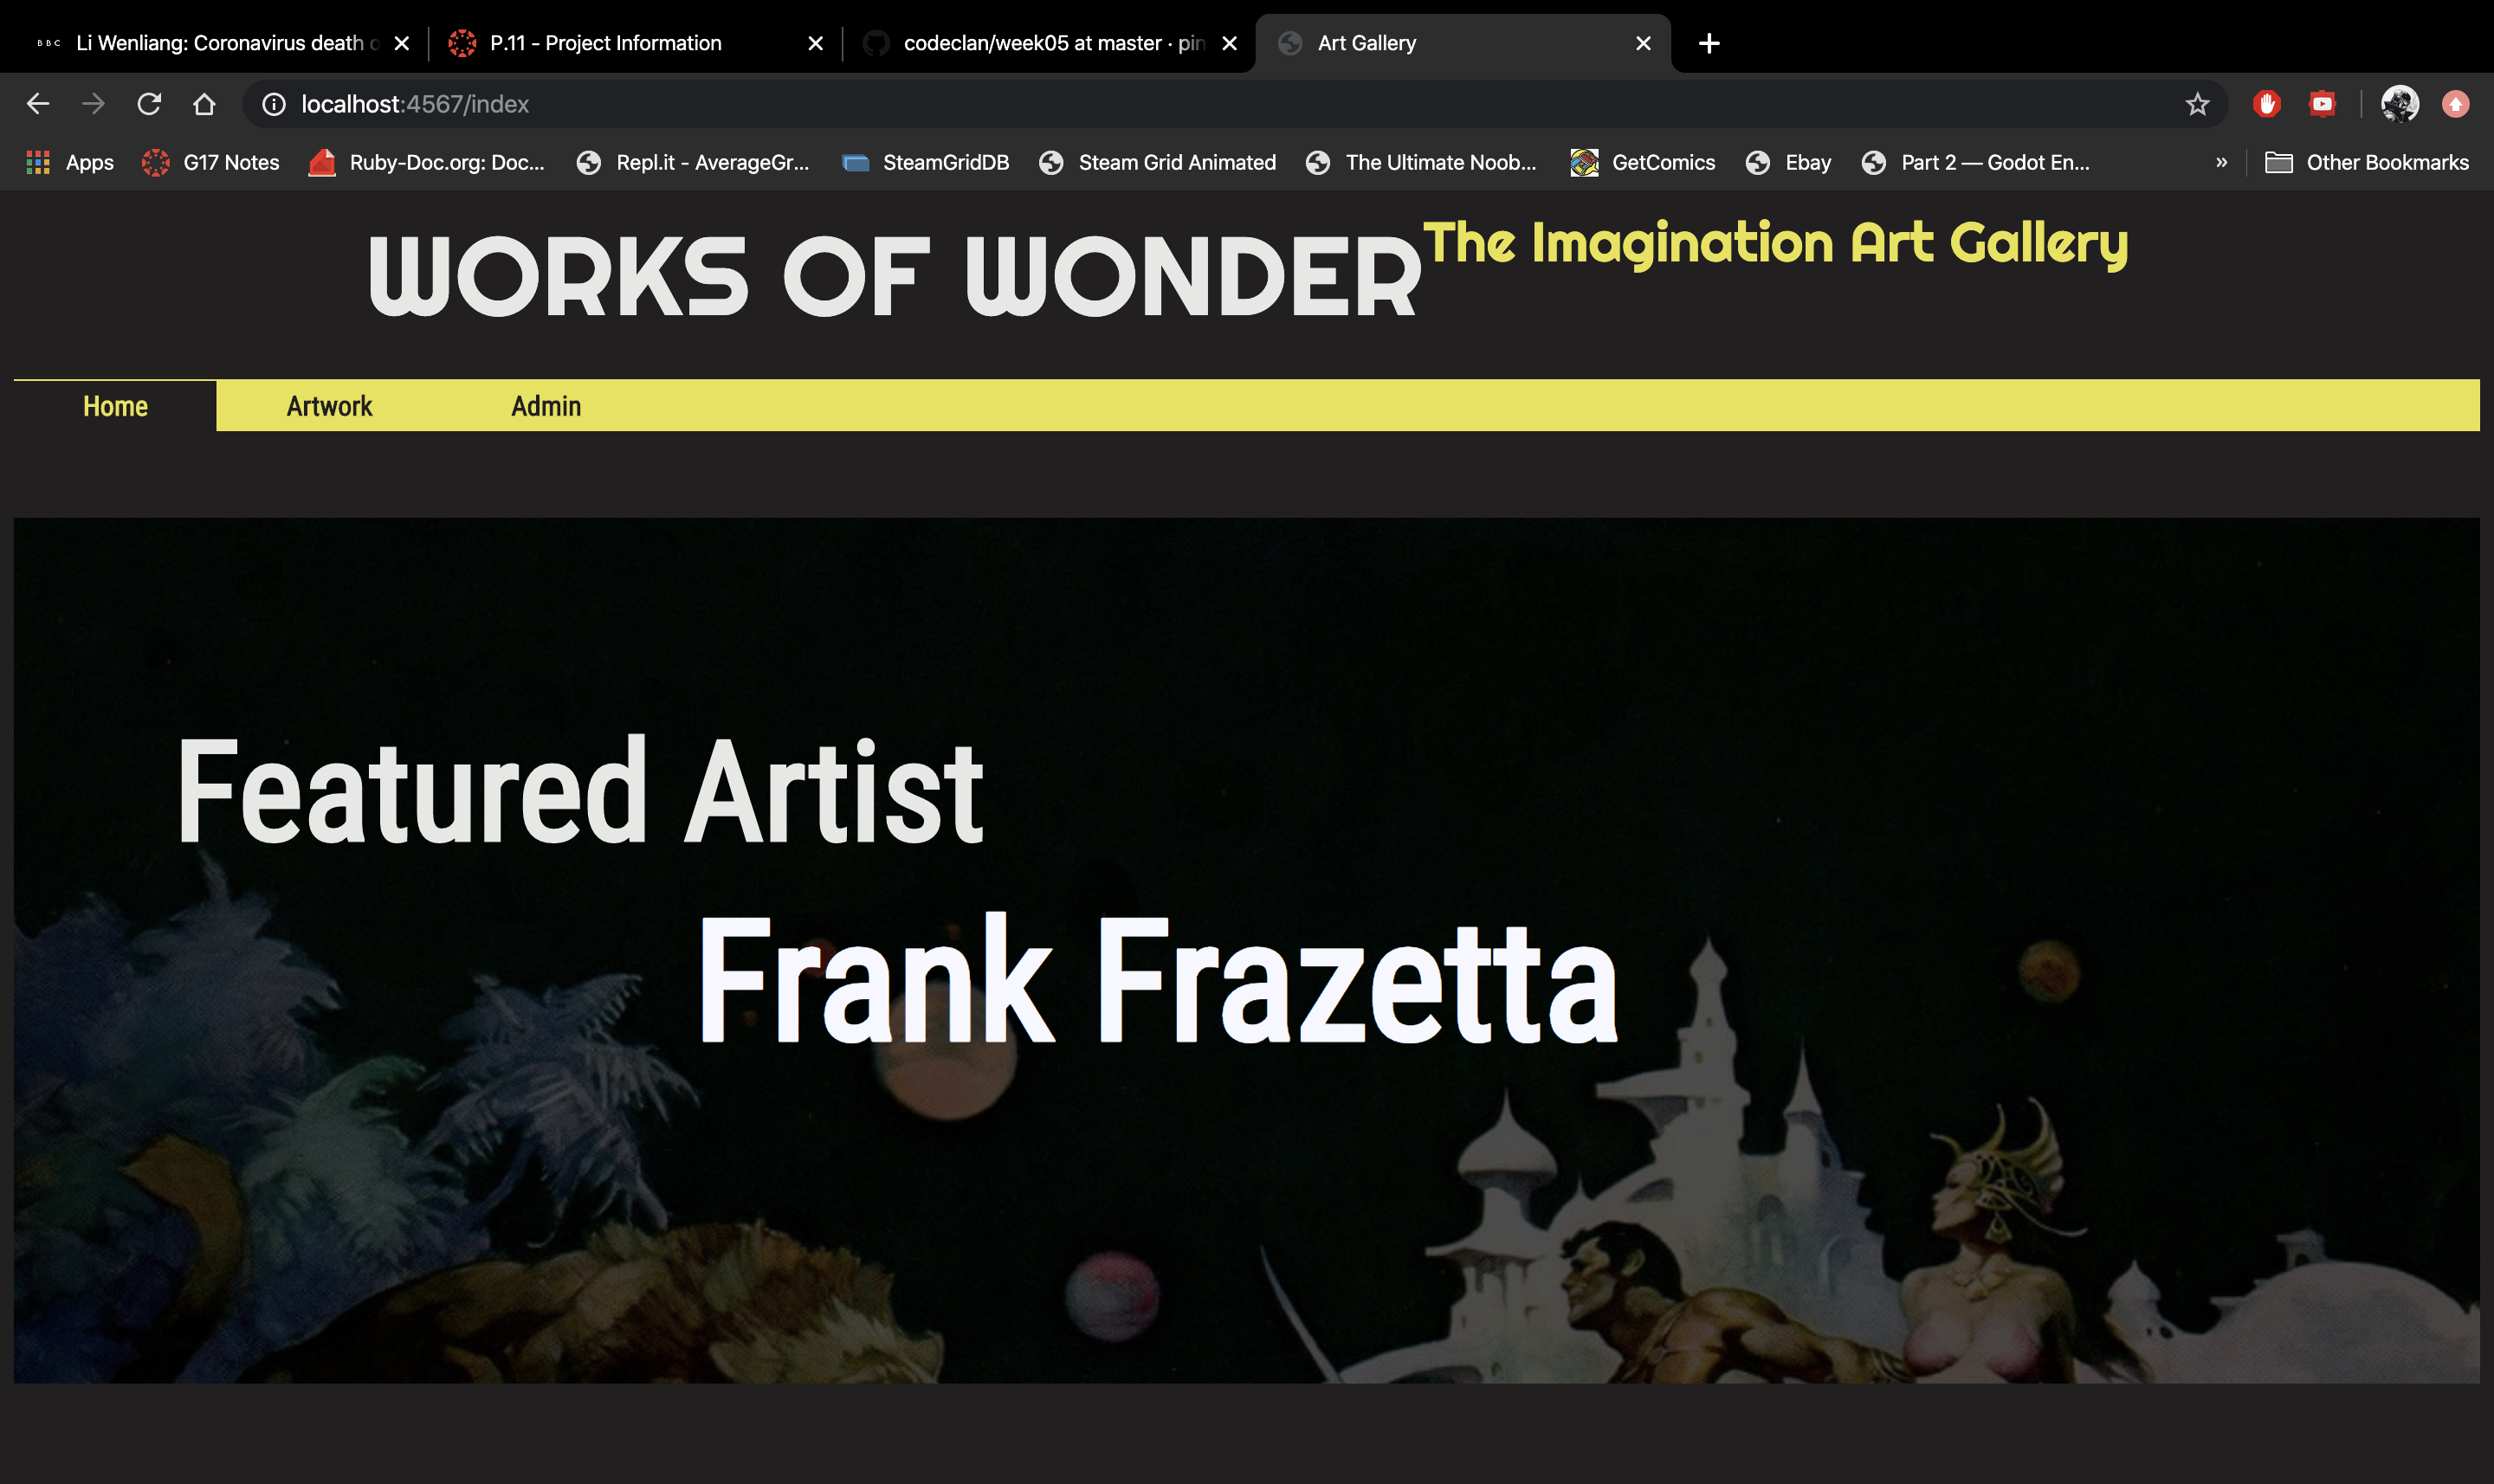 BBC Li Wenliang: Coronavirus death o P.11 - Project Information codeclan/week05 at master · pin Art Gallery
localhost:4567/index
Apps G17 Notes Ruby-Doc.org: Doc... Repl.it - AverageGr... SteamGridDB Steam Grid Animated The Ultimate Noob... GetComics Ebay Part 2 — Godot En... » Other Bookmarks
WORKS OF WONDER The Imagination Art Gallery
Home Artwork Admin
Featured Artist
Frank Frazetta